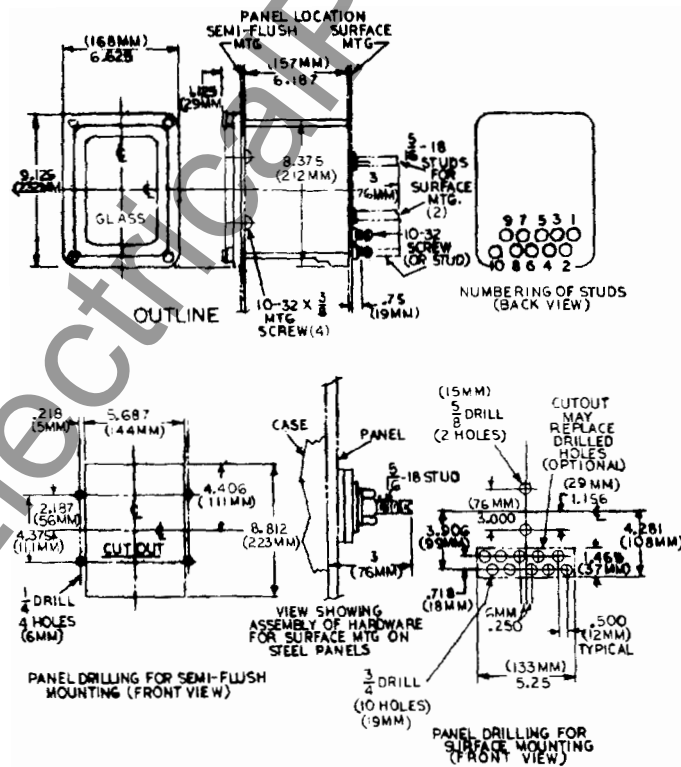 PANEL LOCATION
SEMI-FLUSH MTG
SURFACE MTG
(168MM)
6.625
(157MM)
6.187
1.125
(29MM)
9.125
(232MM)
GLASS
8.375
(212MM)
3
(76MM)
-18
STUDS
FOR
SURFACE
MTG.
(2)
10-32
SCREW
(OR STUD)
.75
(19MM)
10-32 X 3/8
MTG
SCREW(4)
OUTLINE
9 7 5 3 1
10 8 6 4 2
NUMBERING OF STUDS
(BACK VIEW)
.218
(5MM)
5.687
(144MM)
4.406
(111MM)
2.187
(56MM)
4.375
(111MM)
8.812
(223MM)
CUTOUT
1/4 DRILL
4 HOLES
(6MM)
PANEL DRILLING FOR SEMI-FLUSH
MOUNTING (FRONT VIEW)
CASE
PANEL
-18 STUD
3
(76MM)
VIEW SHOWING
ASSEMBLY OF HARDWARE
FOR SURFACE MTG ON
STEEL PANELS
(15MM)
5/8 DRILL
(2 HOLES)
CUTOUT
MAY
REPLACE
DRILLED
HOLES
(OPTIONAL)
(29 MM)
1.156
(76MM)
3.000
3.906
(99MM)
4.281
(108MM)
1.468
(37MM)
.718
(18MM)
6MM
.250
.500
(12MM)
TYPICAL
(133MM)
5.25
3/4 DRILL
(10 HOLES)
(19MM)
PANEL DRILLING FOR
SURFACE MOUNTING
(FRONT VIEW)